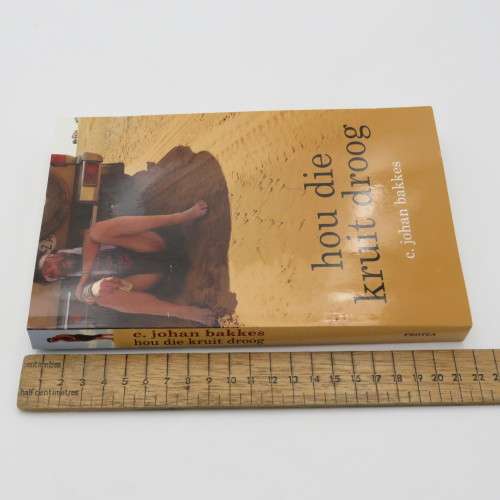 hou die
kruit droog
c. johan bakkes
c. johan bakkes
hou die kruit droog
PROTEA
centimetres
1 2 3 4 5 6 7 8 9 10 11 12 13 14 15 16 17 18 19 20 21 22 23
half centimetres